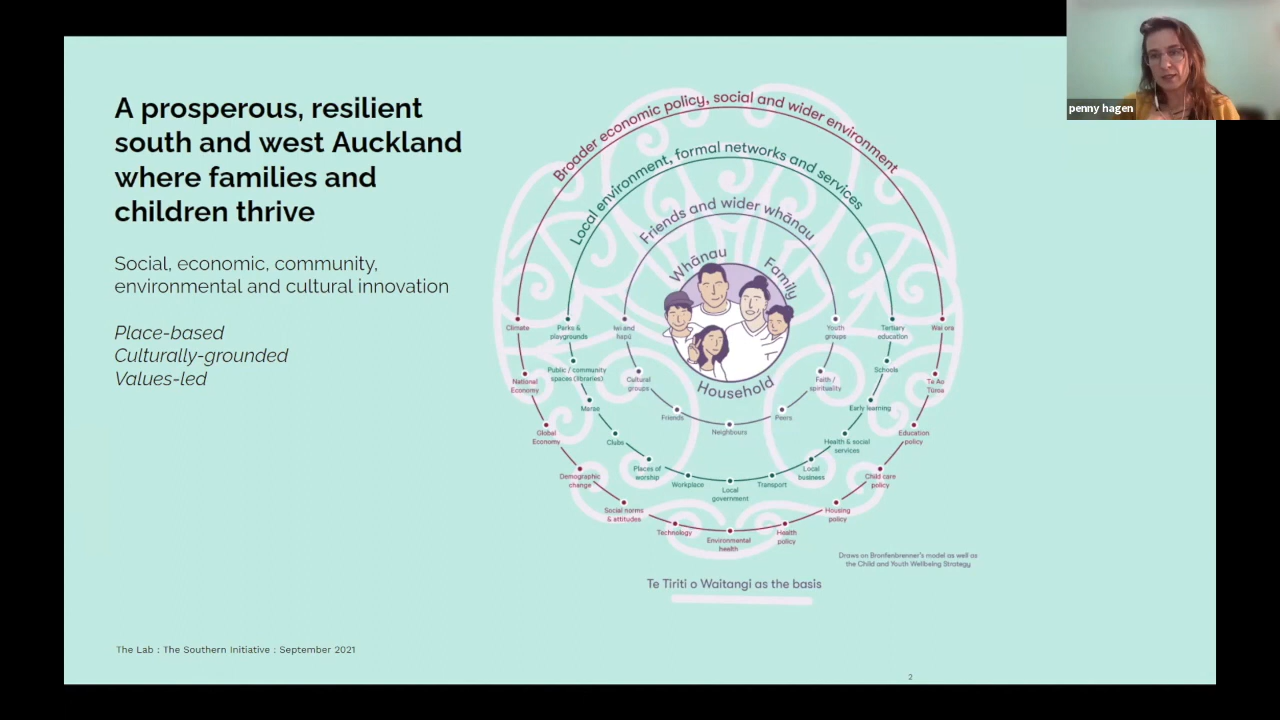 penny hagen
A prosperous, resilient
south and west Auckland
where families and
children thrive
Social, economic, community,
environmental and cultural innovation
Place-based
Culturally-grounded
Values-led
Broader economic policy, social and wider environment
Local environment, formal networks and services
Friends and wider whānau
Whānau
Family
Household
Climate
National
Economy
Global
Economy
Demographic
change
Social norms
& attitudes
Technology
Environmental
health
Health
policy
Housing
policy
Child care
policy
Education
policy
Te Ao
Tūroa
Wai ora
Parks &
playgrounds
Public / community
spaces (libraries)
Marae
Clubs
Places of
worship
Workplace
Local
government
Transport
Local
business
Health & social
services
Early learning
Schools
Tertiary
education
Iwi and
hapū
Cultural
groups
Friends
Neighbours
Peers
Faith /
spirituality
Youth
groups
Draws on Bronfenbrenner's model as well as
the Child and Youth Wellbeing Strategy
Te Tiriti o Waitangi as the basis
The Lab : The Southern Initiative : September 2021
2